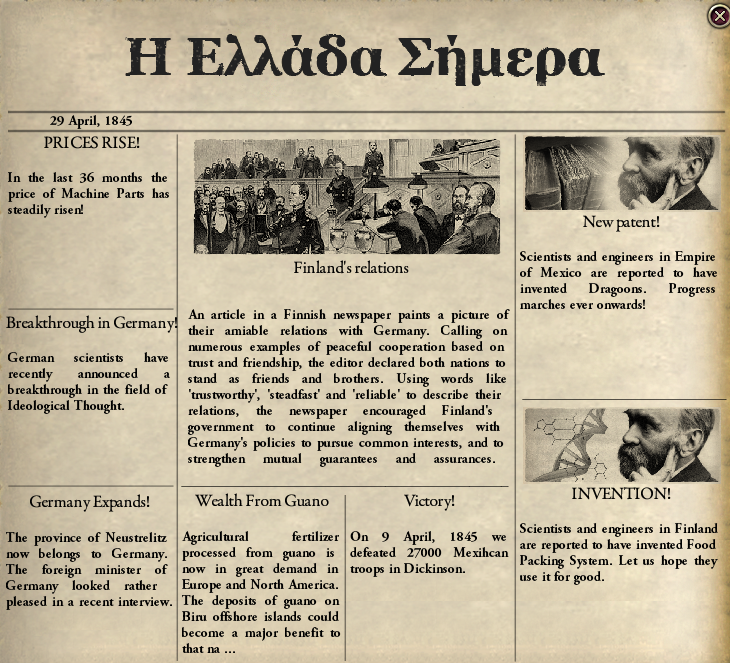 Η Ελλάδα Σήμερα
29 April, 1845
PRICES RISE!
In the last 36 months the
price of Machine Parts has
steadily risen!
Breakthrough in Germany!
German scientists have
recently announced a
breakthrough in the field of
Ideological Thought.
Germany Expands!
The province of Neustrelitz
now belongs to Germany.
The foreign minister of
Germany looked rather
pleased in a recent interview.
Finland's relations
An article in a Finnish newspaper paints a picture of
their amiable relations with Germany. Calling on
numerous examples of peaceful cooperation based on
trust and friendship, the editor declared both nations to
stand as friends and brothers. Using words like
'trustworthy', 'steadfast' and 'reliable' to describe their
relations, the newspaper encouraged Finland's
government to continue aligning themselves with
Germany's policies to pursue common interests, and to
strengthen mutual guarantees and assurances.
Wealth From Guano
Agricultural fertilizer
processed from guano is
now in great demand in
Europe and North America.
The deposits of guano on
Biru offshore islands could
become a major benefit to
that na ...
Victory!
On 9 April, 1845 we
defeated 27000 Mexihcan
troops in Dickinson.
New patent!
Scientists and engineers in Empire
of Mexico are reported to have
invented Dragoons. Progress
marches ever onwards!
INVENTION!
Scientists and engineers in Finland
are reported to have invented Food
Packing System. Let us hope they
use it for good.